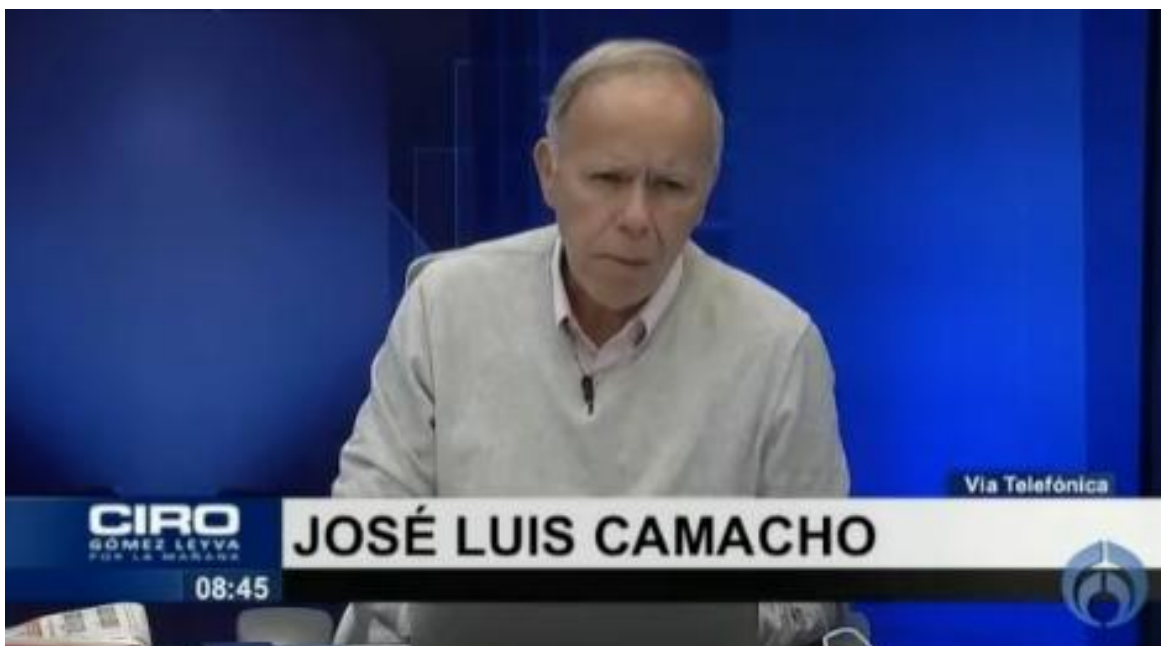 Vía Telefónica
CIRO
GÓMEZ LEYVA
POR LA MAÑANA
JOSÉ LUIS CAMACHO
08:45